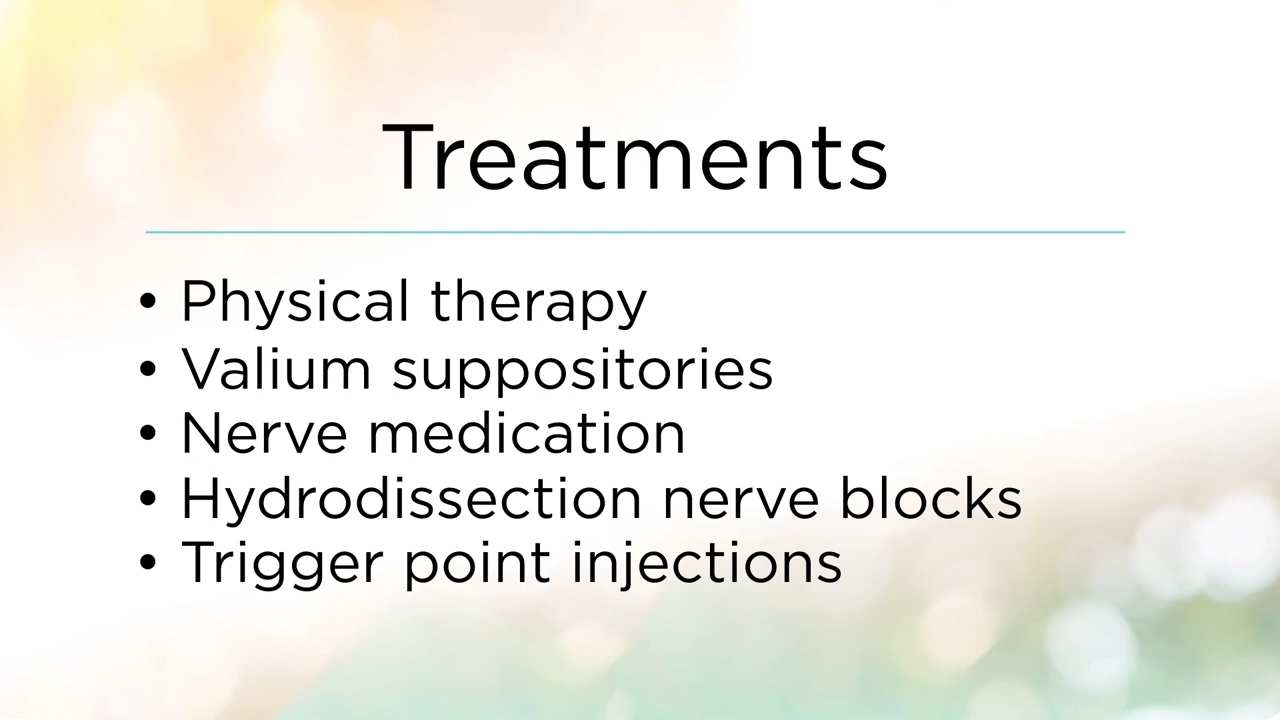 Treatments
• Physical therapy
• Valium suppositories
• Nerve medication
• Hydrodissection nerve blocks
• Trigger point injections